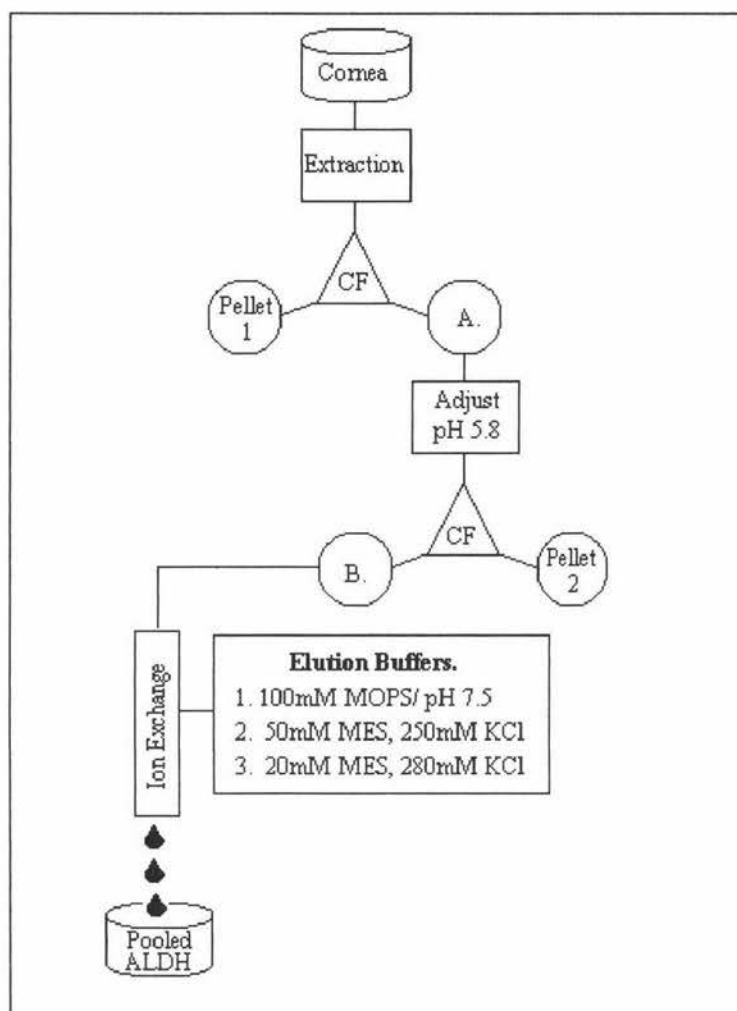 Cornea
Extraction
CF
Pellet
1
A.
Adjust
pH 5.8
CF
B.
Pellet
2
Ion Exchange
Elution Buffers.
1. 100mM MOPS/ pH 7.5
2. 50mM MES, 250mM KCl
3. 20mM MES, 280mM KCl
Pooled
ALDH